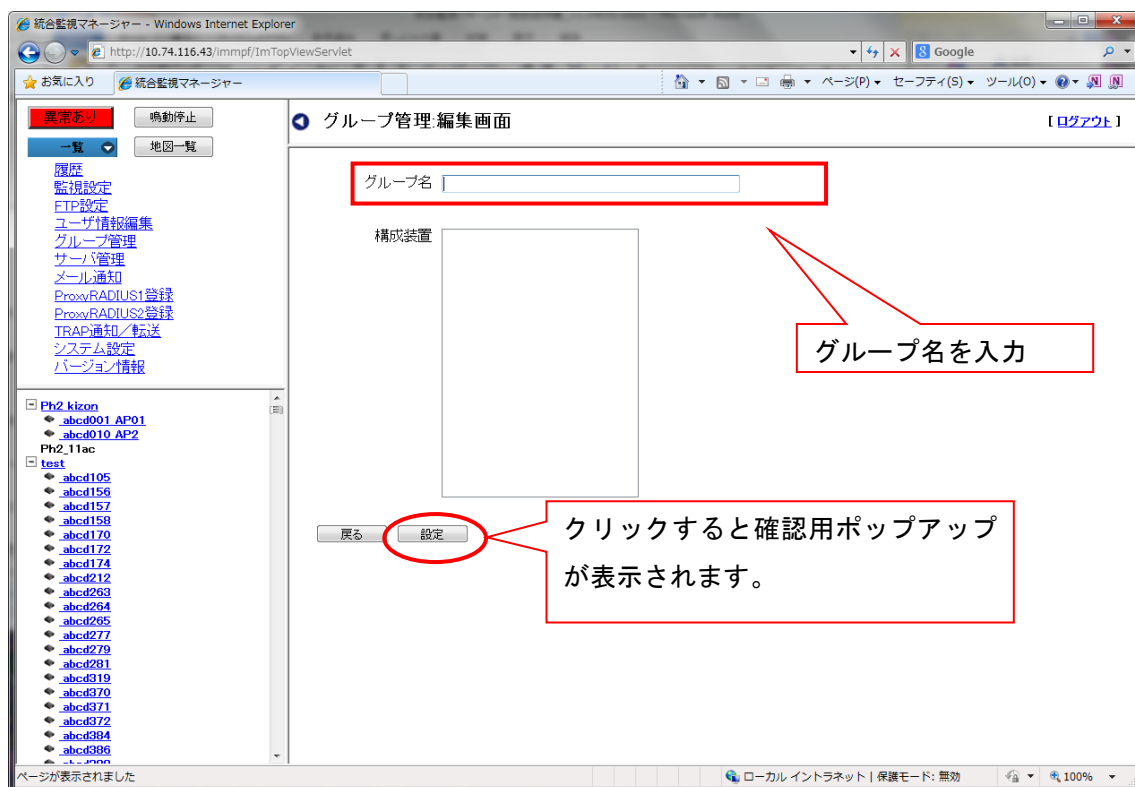 統合監視マネージャー - Windows Internet Explorer
http://10.74.116.43/immpf/ImTopViewServlet
Google
お気に入り
統合監視マネージャー
ページ(P)
セーフティ(S)
ツール(O)
異常あり
鳴動停止
一覧
地図一覧
履歴
監視設定
FTP設定
ユーザ情報編集
グループ管理
サーバ管理
メール通知
ProxyRADIUS1登録
ProxyRADIUS2登録
TRAP通知／転送
システム設定
バージョン情報
Ph2 kizon
abcd001 AP01
abcd010 AP2
Ph2_11ac
test
abcd105
abcd156
abcd157
abcd158
abcd170
abcd172
abcd174
abcd212
abcd263
abcd264
abcd265
abcd277
abcd279
abcd281
abcd319
abcd370
abcd371
abcd372
abcd384
abcd386
グループ管理:編集画面
[ ログアウト ]
グループ名
構成装置
グループ名を入力
戻る
設定
クリックすると確認用ポップアップ
が表示されます。
ページが表示されました
ローカル イントラネット | 保護モード: 無効
100%